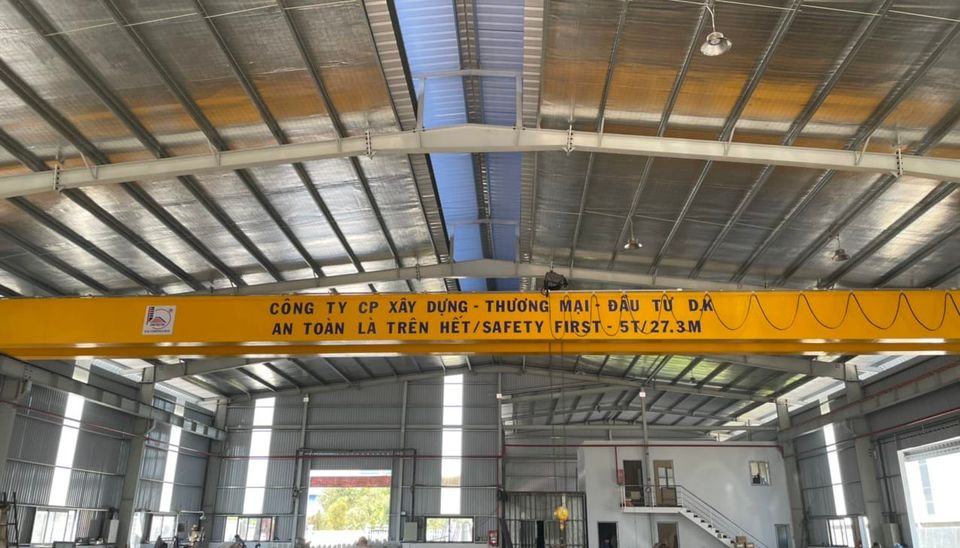 CÔNG TY CP XÂY DỰNG - THƯƠNG MẠI - ĐẦU TƯ D.K
AN TOÀN LÀ TRÊN HẾT/SAFETY FIRST - 5T/27.3M